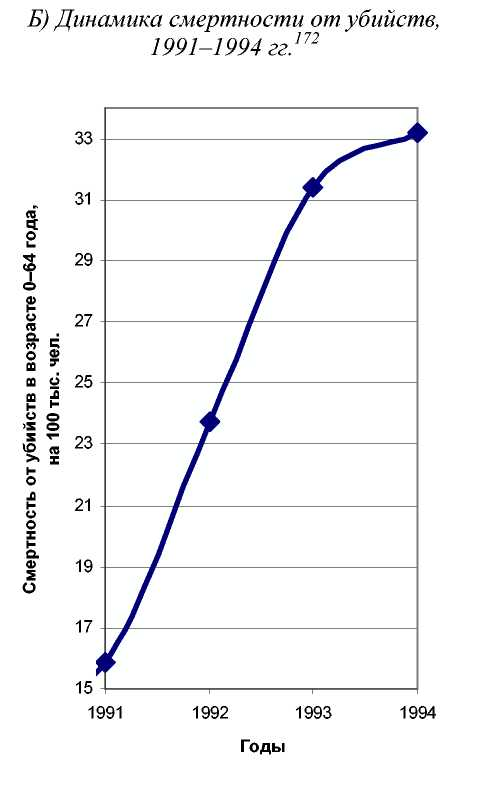 Б) Динамика смертности от убийств,
1991–1994 гг.172
Смертность от убийств в возрасте 0–64 года,
на 100 тыс. чел.
33
31
29
27
25
23
21
19
17
15
1991 1992 1993 1994
Годы